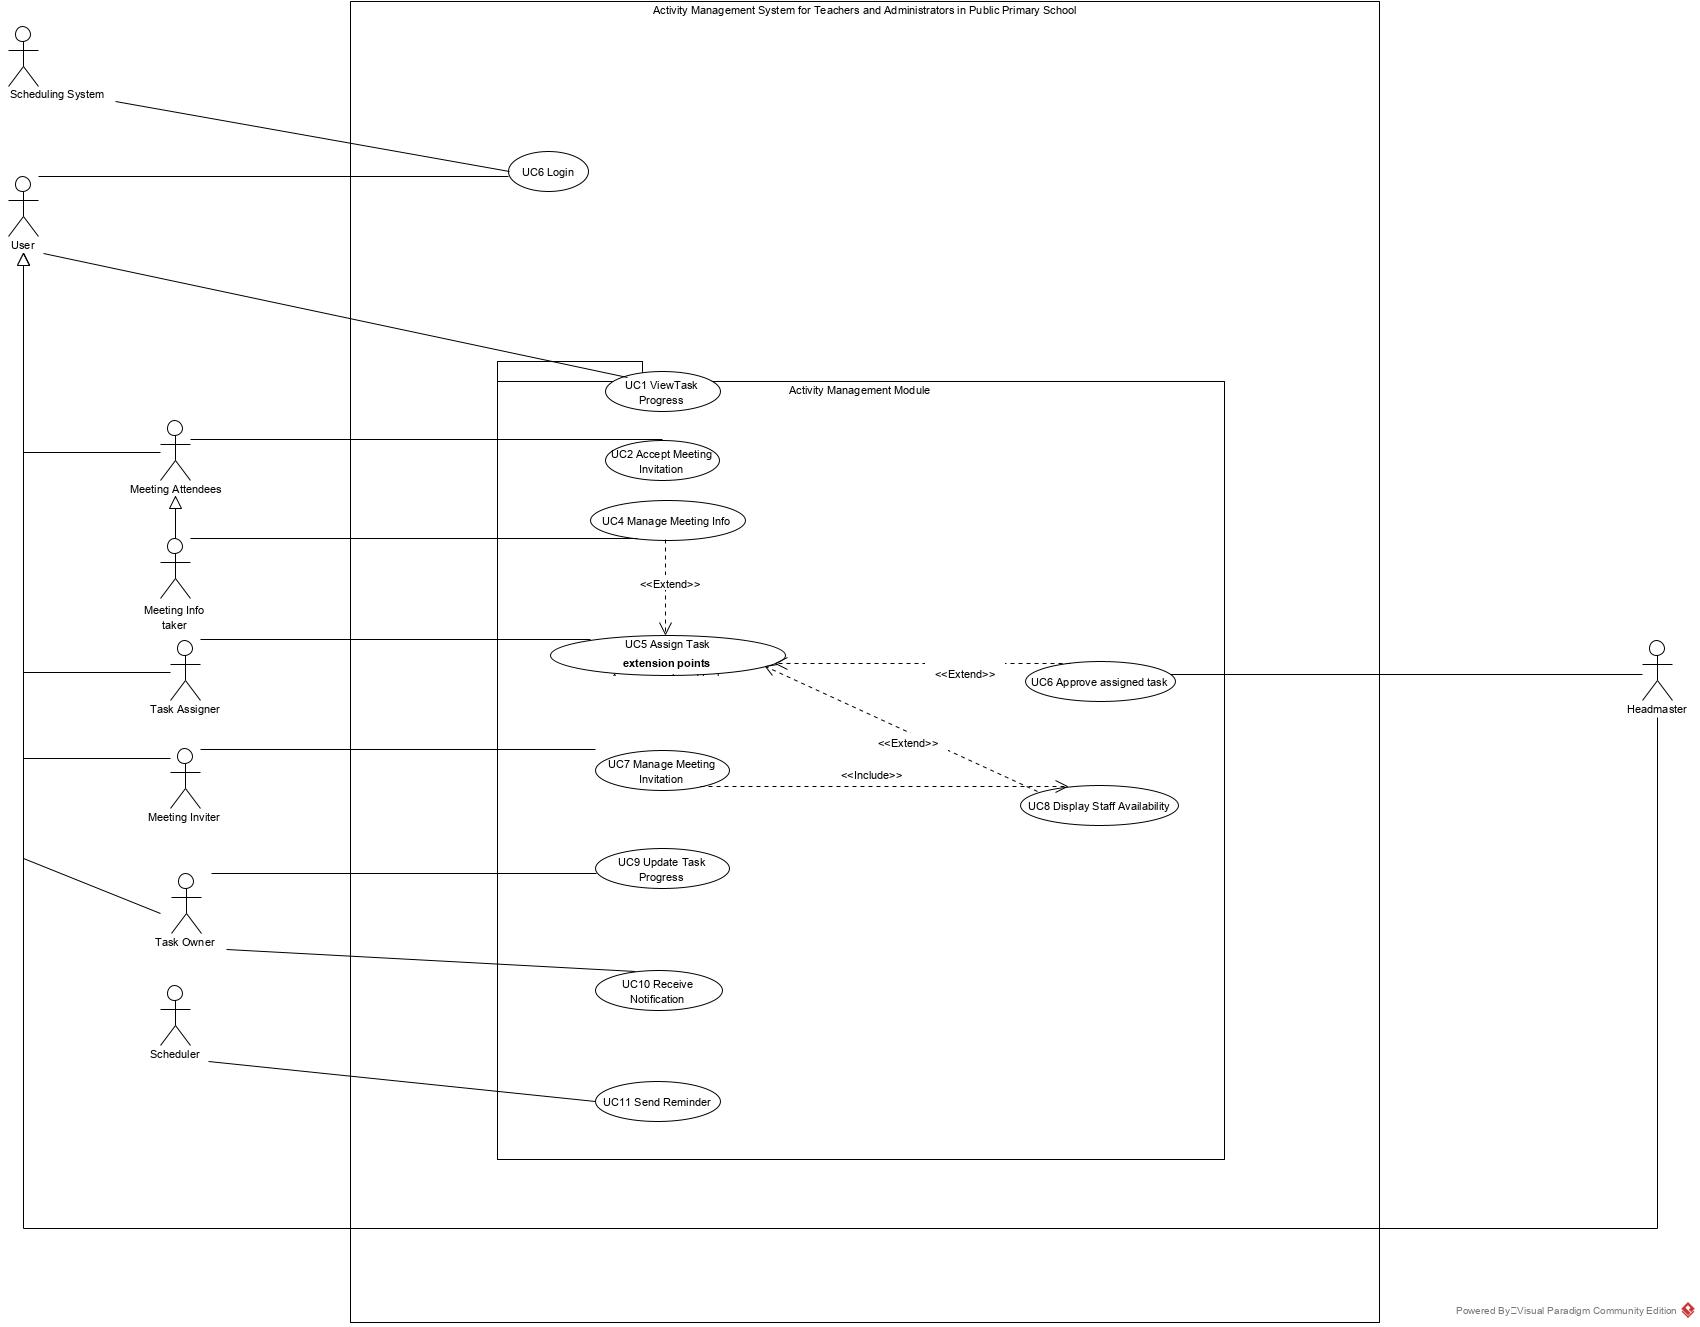 Activity Management System for Teachers and Administrators in Public Primary School
Scheduling System
UC6 Login
User
UC1 ViewTask
Progress
Activity Management Module
UC2 Accept Meeting
Invitation
Meeting Attendees
UC4 Manage Meeting Info
<<Extend>>
Meeting Info
taker
UC5 Assign Task
extension points
<<Extend>>
UC6 Approve assigned task
Task Assigner
Headmaster
<<Extend>>
UC7 Manage Meeting
Invitation
<<Include>>
UC8 Display Staff Availability
Meeting Inviter
UC9 Update Task
Progress
Task Owner
UC10 Receive
Notification
Scheduler
UC11 Send Reminder
Powered By Visual Paradigm Community Edition